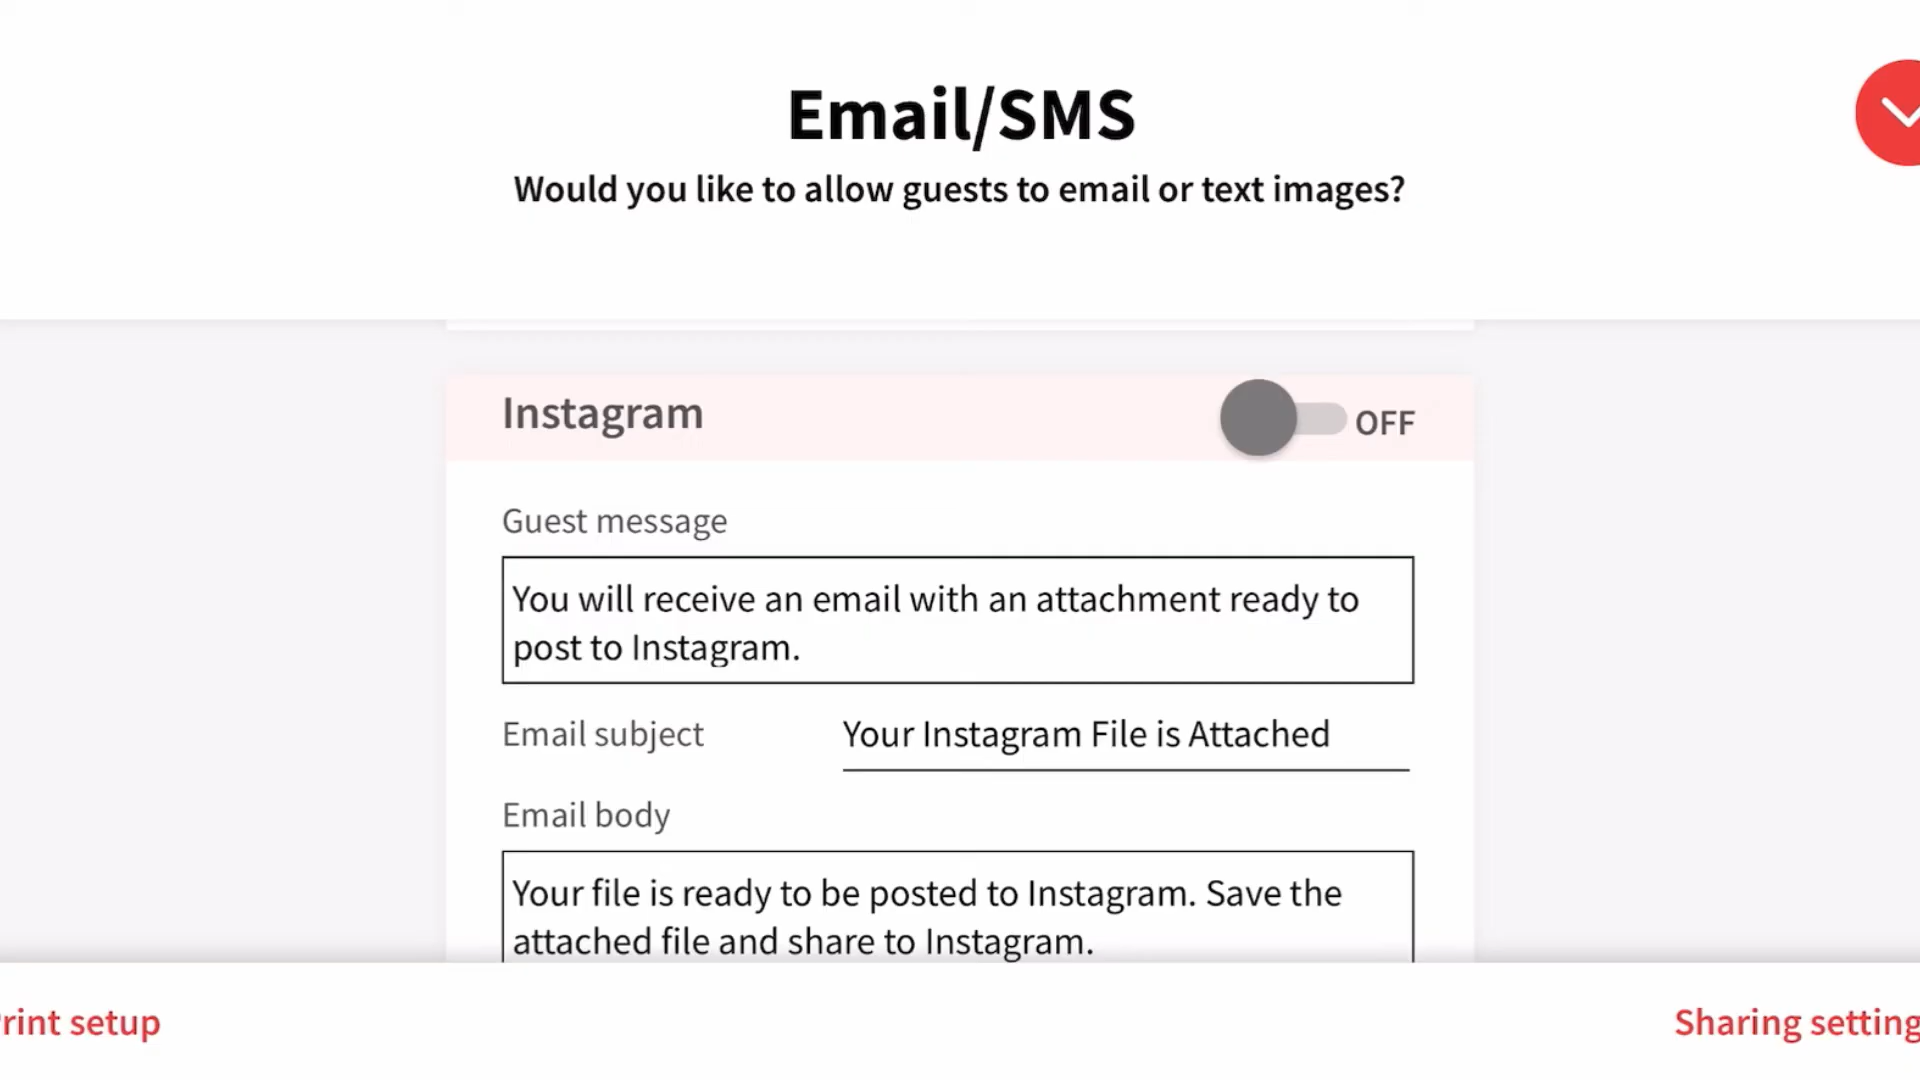 Email/SMS
Would you like to allow guests to email or text images?
Instagram
OFF
Guest message
You will receive an email with an attachment ready to
post to Instagram.
Email subject
Your Instagram File is Attached
Email body
Your file is ready to be posted to Instagram. Save the
attached file and share to Instagram.
rint setup
Sharing setting